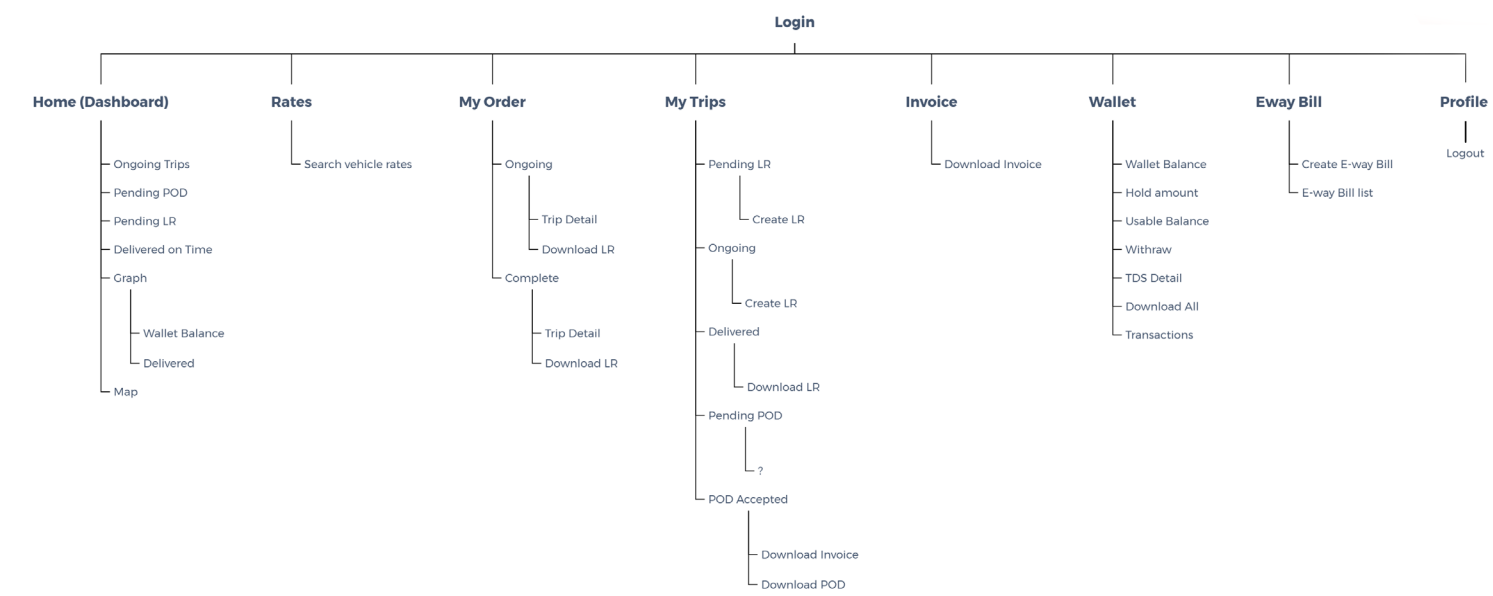 Login
Home (Dashboard)
Ongoing Trips
Pending POD
Pending LR
Delivered on Time
Graph
Wallet Balance
Delivered
Map
Rates
Search vehicle rates
My Order
Ongoing
Trip Detail
Download LR
Complete
Trip Detail
Download LR
My Trips
Pending LR
Create LR
Ongoing
Create LR
Delivered
Download LR
Pending POD
?
POD Accepted
Download Invoice
Download POD
Invoice
Download Invoice
Wallet
Wallet Balance
Hold amount
Usable Balance
Withraw
TDS Detail
Download All
Transactions
Eway Bill
Create E-way Bill
E-way Bill list
Profile
Logout